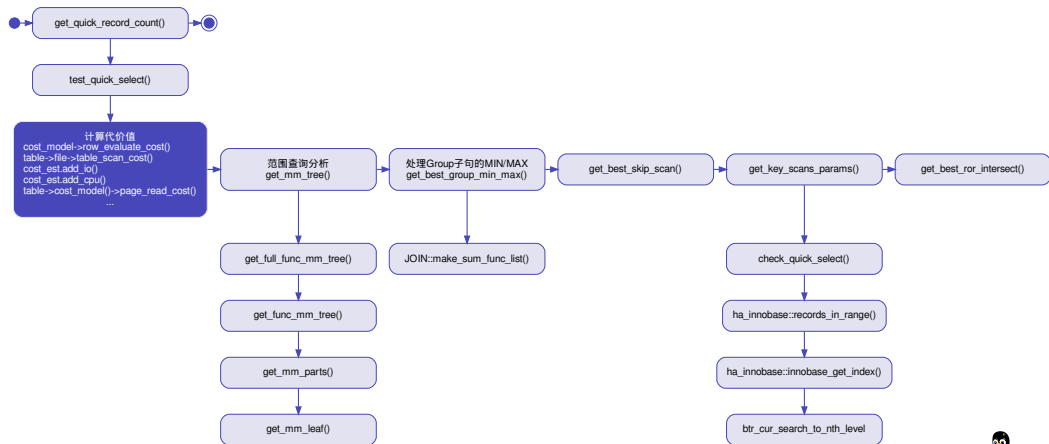 get_quick_record_count()
test_quick_select()
计算代价值
cost_model->row_evaluate_cost()
table->file->table_scan_cost()
cost_est.add_io()
cost_est.add_cpu()
table->cost_model()->page_read_cost()
...
范围查询分析
get_mm_tree()
处理Group子句的MIN/MAX
get_best_group_min_max()
get_best_skip_scan()
get_key_scans_params()
get_best_ror_intersect()
get_full_func_mm_tree()
JOIN::make_sum_func_list()
check_quick_select()
get_func_mm_tree()
ha_innobase::records_in_range()
get_mm_parts()
ha_innobase::innobase_get_index()
get_mm_leaf()
btr_cur_search_to_nth_level